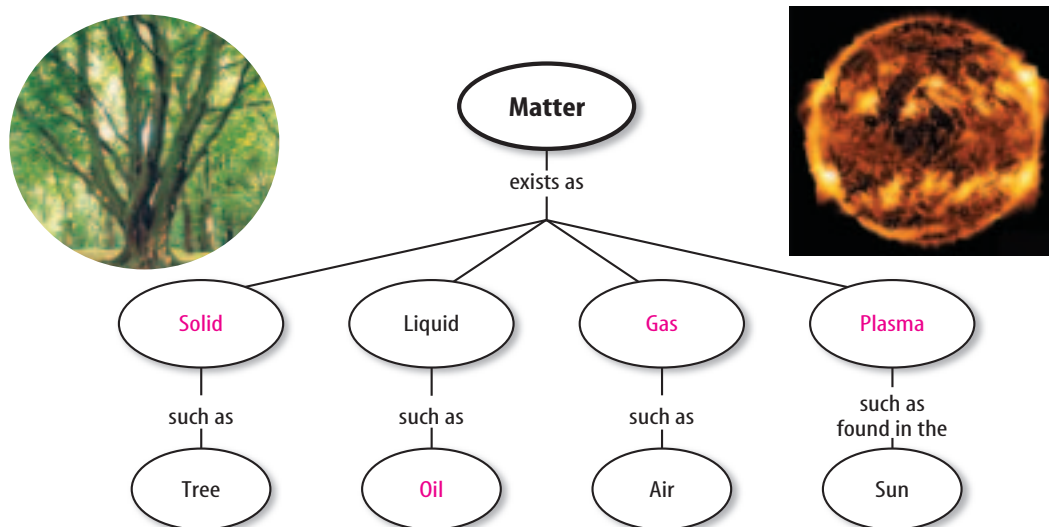 Matter
exists as
Solid
Liquid
Gas
Plasma
such as
such as
such as
such as
found in the
Tree
Oil
Air
Sun